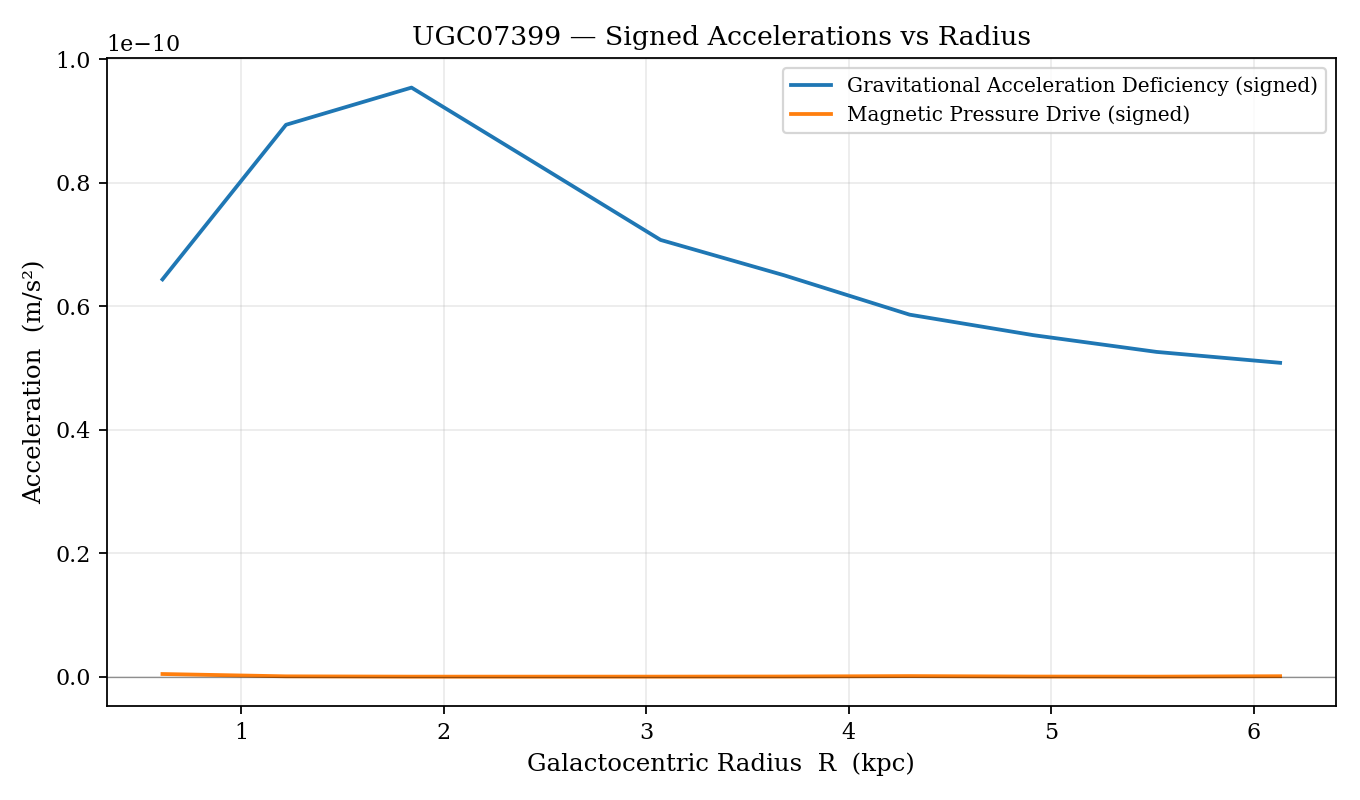 UGC07399 — Signed Accelerations vs Radius
1e−10
Gravitational Acceleration Deficiency (signed)
Magnetic Pressure Drive (signed)
Acceleration (m/s²)
1.0
0.8
0.6
0.4
0.2
0.0
1 2 3 4 5 6
Galactocentric Radius R (kpc)